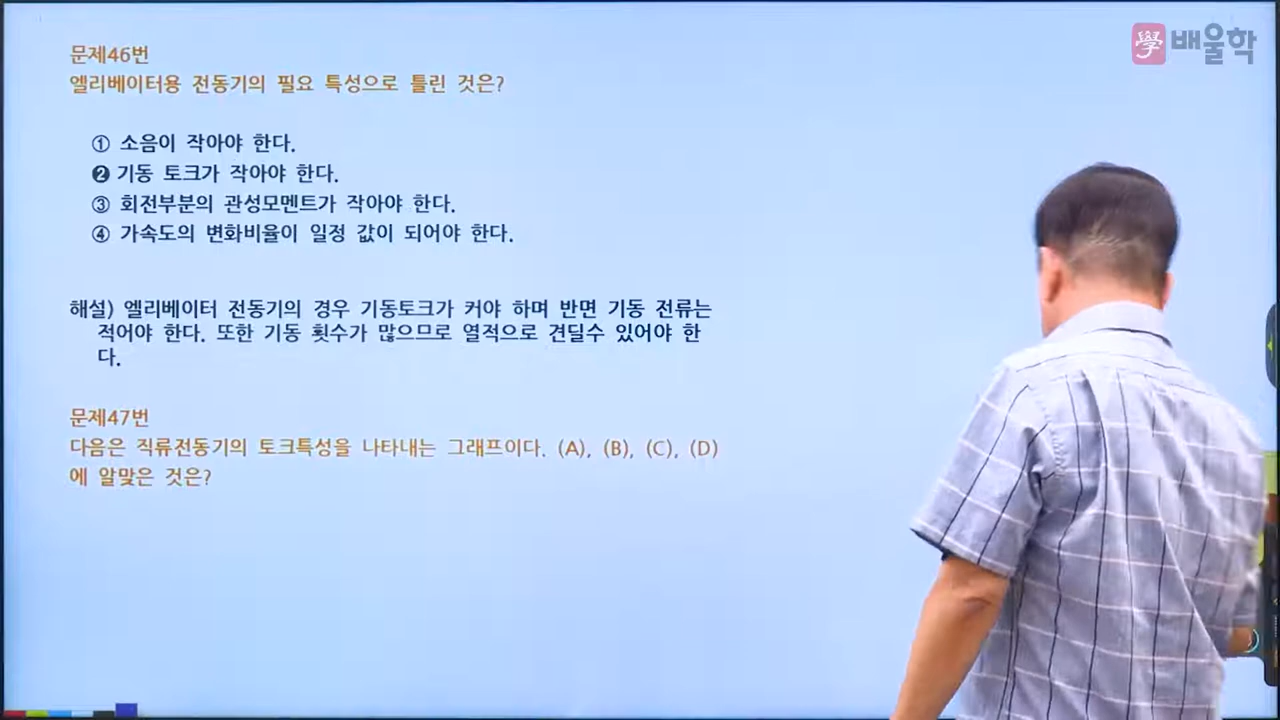 學 배울학
문제46번
엘리베이터용 전동기의 필요 특성으로 틀린 것은?
① 소음이 작아야 한다.
❷ 기동 토크가 작아야 한다.
③ 회전부분의 관성모멘트가 작아야 한다.
④ 가속도의 변화비율이 일정 값이 되어야 한다.
해설) 엘리베이터 전동기의 경우 기동토크가 커야 하며 반면 기동 전류는
적어야 한다. 또한 기동 횟수가 많으므로 열적으로 견딜수 있어야 한
다.
문제47번
다음은 직류전동기의 토크특성을 나타내는 그래프이다. (A), (B), (C), (D)
에 알맞은 것은?